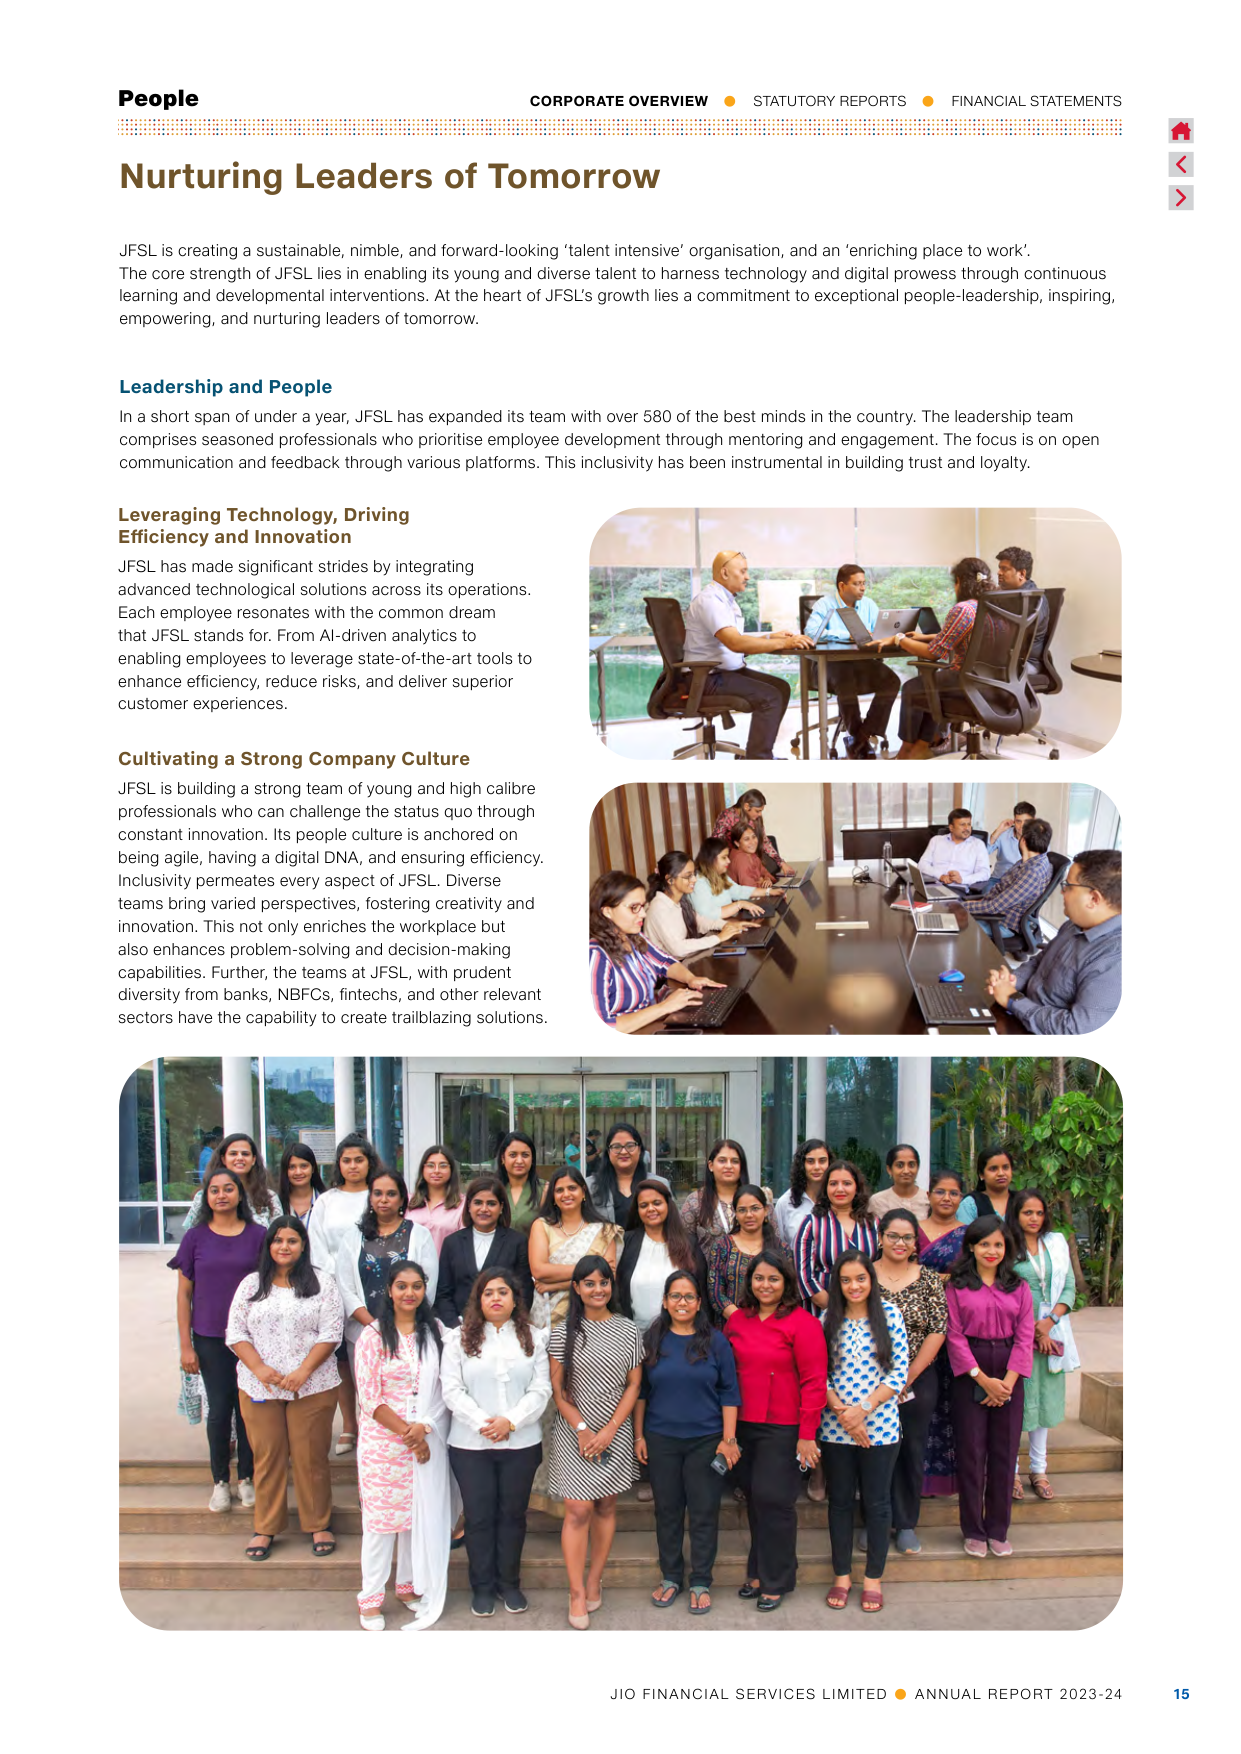 People
CORPORATE OVERVIEW ● STATUTORY REPORTS ● FINANCIAL STATEMENTS
Nurturing Leaders of Tomorrow
JFSL is creating a sustainable, nimble, and forward-looking ‘talent intensive’ organisation, and an ‘enriching place to work’.
The core strength of JFSL lies in enabling its young and diverse talent to harness technology and digital prowess through continuous
learning and developmental interventions. At the heart of JFSL’s growth lies a commitment to exceptional people-leadership, inspiring,
empowering, and nurturing leaders of tomorrow.
Leadership and People
In a short span of under a year, JFSL has expanded its team with over 580 of the best minds in the country. The leadership team
comprises seasoned professionals who prioritise employee development through mentoring and engagement. The focus is on open
communication and feedback through various platforms. This inclusivity has been instrumental in building trust and loyalty.
Leveraging Technology, Driving
Efficiency and Innovation
JFSL has made significant strides by integrating
advanced technological solutions across its operations.
Each employee resonates with the common dream
that JFSL stands for. From AI-driven analytics to
enabling employees to leverage state-of-the-art tools to
enhance efficiency, reduce risks, and deliver superior
customer experiences.
Cultivating a Strong Company Culture
JFSL is building a strong team of young and high calibre
professionals who can challenge the status quo through
constant innovation. Its people culture is anchored on
being agile, having a digital DNA, and ensuring efficiency.
Inclusivity permeates every aspect of JFSL. Diverse
teams bring varied perspectives, fostering creativity and
innovation. This not only enriches the workplace but
also enhances problem-solving and decision-making
capabilities. Further, the teams at JFSL, with prudent
diversity from banks, NBFCs, fintechs, and other relevant
sectors have the capability to create trailblazing solutions.
JIO FINANCIAL SERVICES LIMITED ● ANNUAL REPORT 2023-24 15